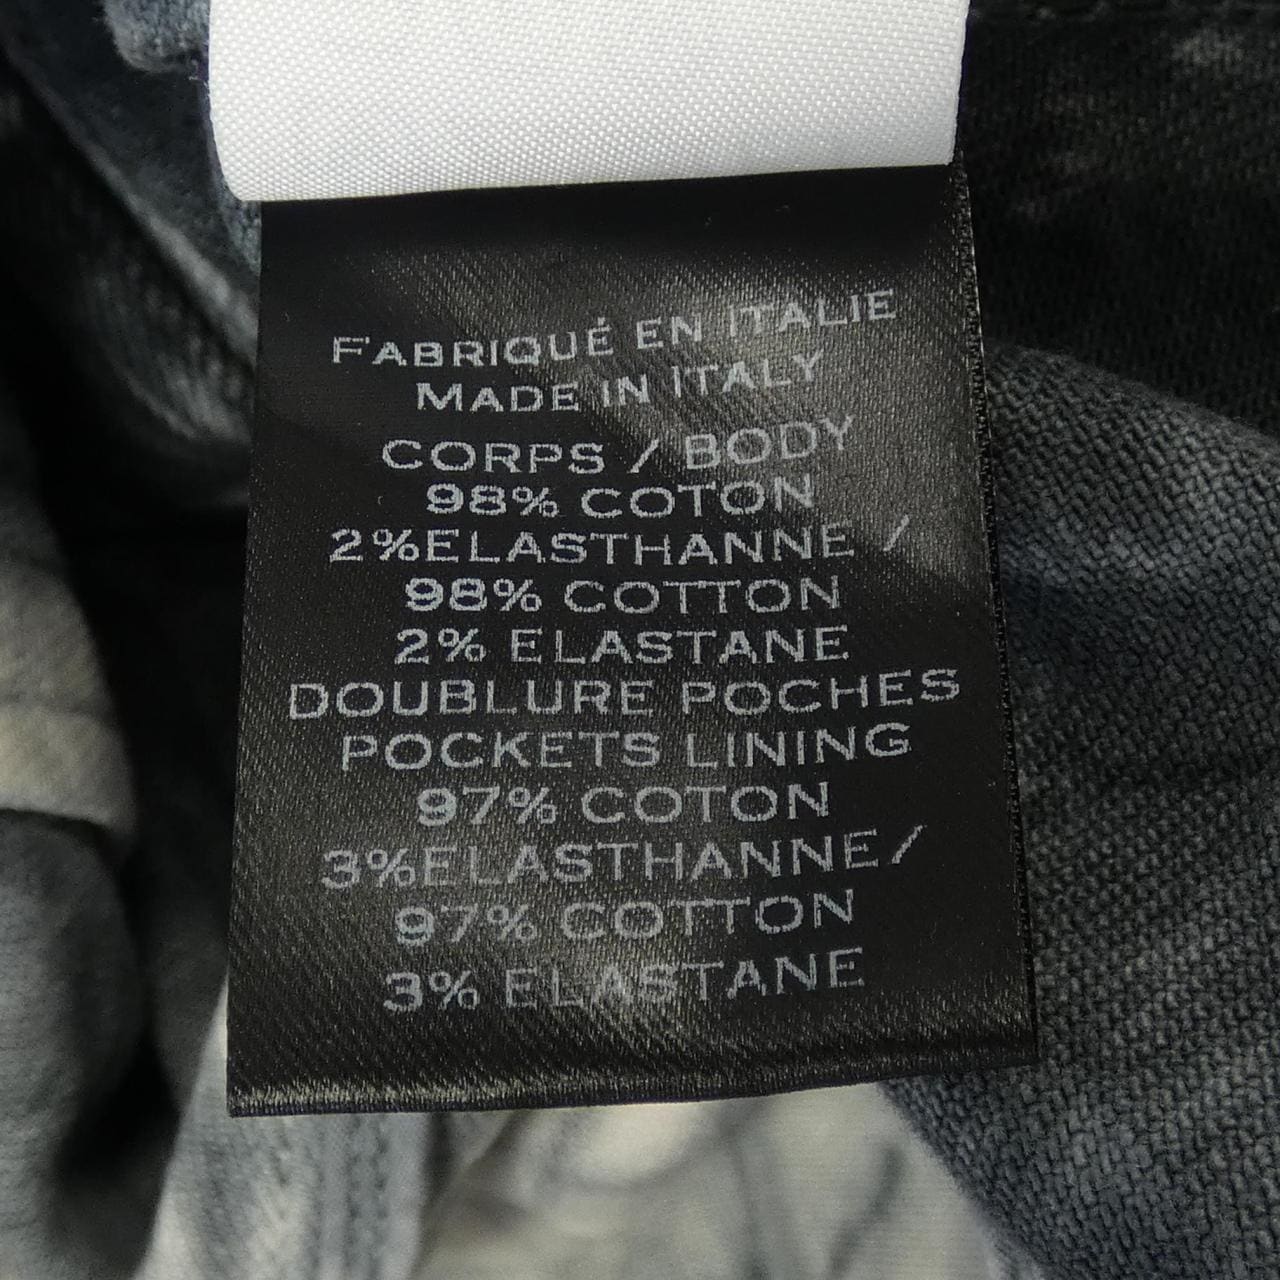 FABRIQUÉ EN ITALIE
MADE IN ITALY
CORPS / BODY
98% COTON
2%ELASTHANNE /
98% COTTON
2% ELASTANE
DOUBLURE POCHES
POCKETS LINING
97% COTON
3%ELASTHANNE/
97% COTTON
3% ELASTANE